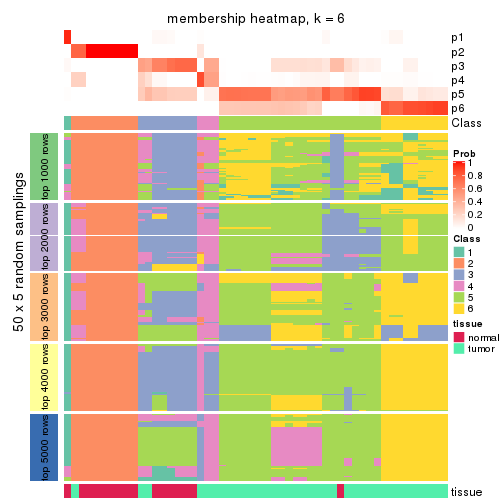 membership heatmap, k = 6
p1
p2
p3
p4
p5
p6
Class
50 x 5 random samplings
top 1000 rows
top 2000 rows
top 3000 rows
top 4000 rows
top 5000 rows
tissue
Prob
1
0.8
0.6
0.4
0.2
0
Class
1
2
3
4
5
6
tissue
normal
tumor